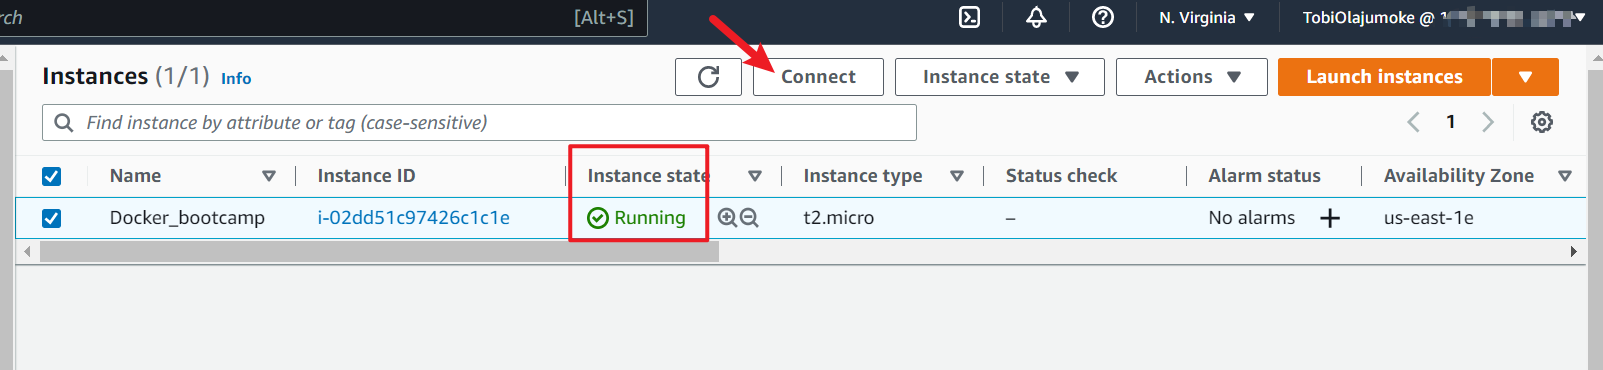 rch [Alt+S] N. Virginia TobiOlajumoke @
Instances (1/1) Info Connect Instance state Actions Launch instances
Find instance by attribute or tag (case-sensitive) 1
Name Instance ID Instance state Instance type Status check Alarm status Availability Zone
Docker_bootcamp i-02dd51c97426c1c1e Running t2.micro – No alarms us-east-1e